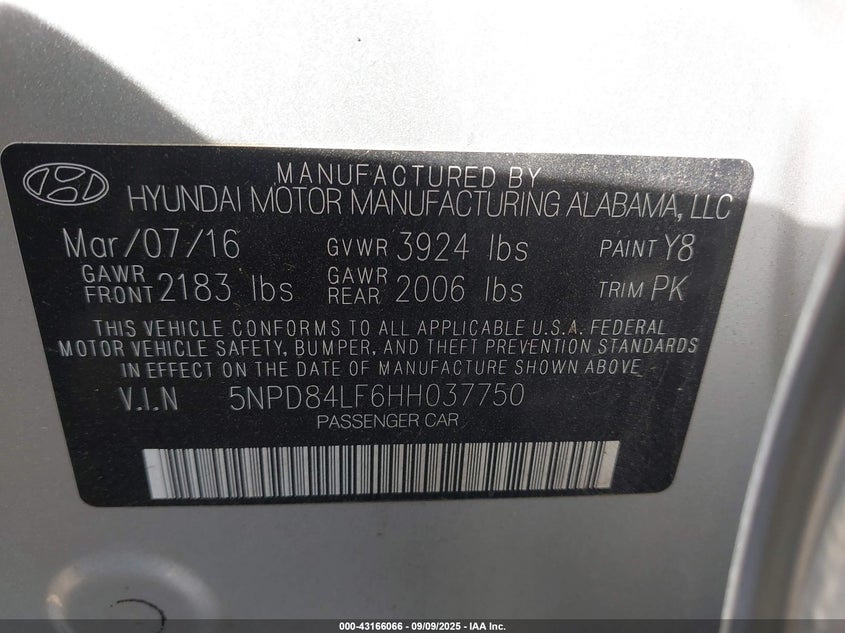 MANUFACTURED BY
HYUNDAI MOTOR MANUFACTURING ALABAMA, LLC
Mar/07/16 GVWR 3924 lbs PAINT Y8
GAWR FRONT 2183 lbs GAWR REAR 2006 lbs TRIM PK
THIS VEHICLE CONFORMS TO ALL APPLICABLE U.S.A. FEDERAL
MOTOR VEHICLE SAFETY, BUMPER, AND THEFT PREVENTION STANDARDS
IN EFFECT ON THE DATE OF MANUFACTURE SHOWN ABOVE
V.I.N 5NPD84LF6HH037750
PASSENGER CAR
000-43166066 - 09/09/2025 - IAA Inc.